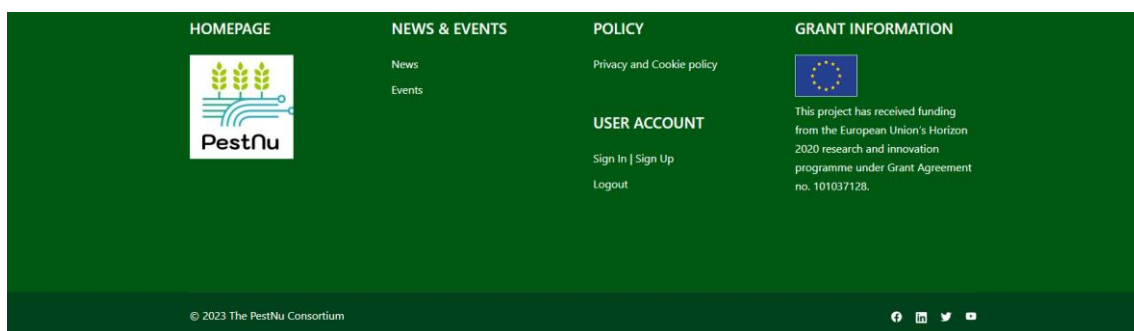 HOMEPAGE
PestNu
NEWS & EVENTS
News
Events
POLICY
Privacy and Cookie policy
USER ACCOUNT
Sign In | Sign Up
Logout
GRANT INFORMATION
This project has received funding
from the European Union's Horizon
2020 research and innovation
programme under Grant Agreement
no. 101037128.
© 2023 The PestNu Consortium